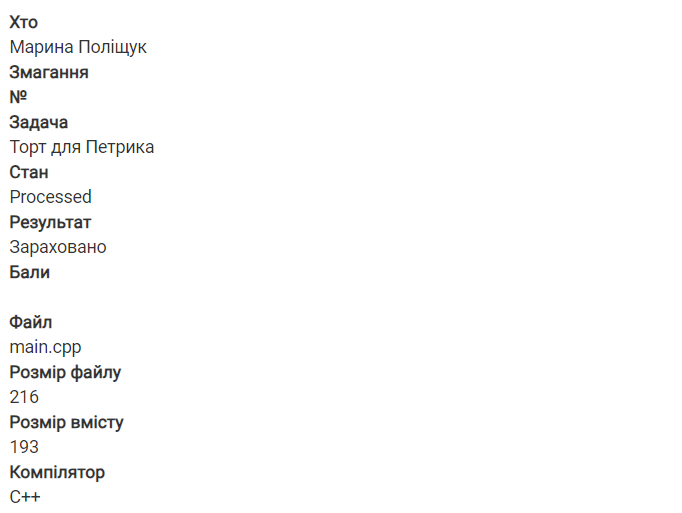 Хто
Марина Поліщук
Змагання
№
Задача
Торт для Петрика
Стан
Processed
Результат
Зараховано
Бали
Файл
main.cpp
Розмір файлу
216
Розмір вмісту
193
Компілятор
C++